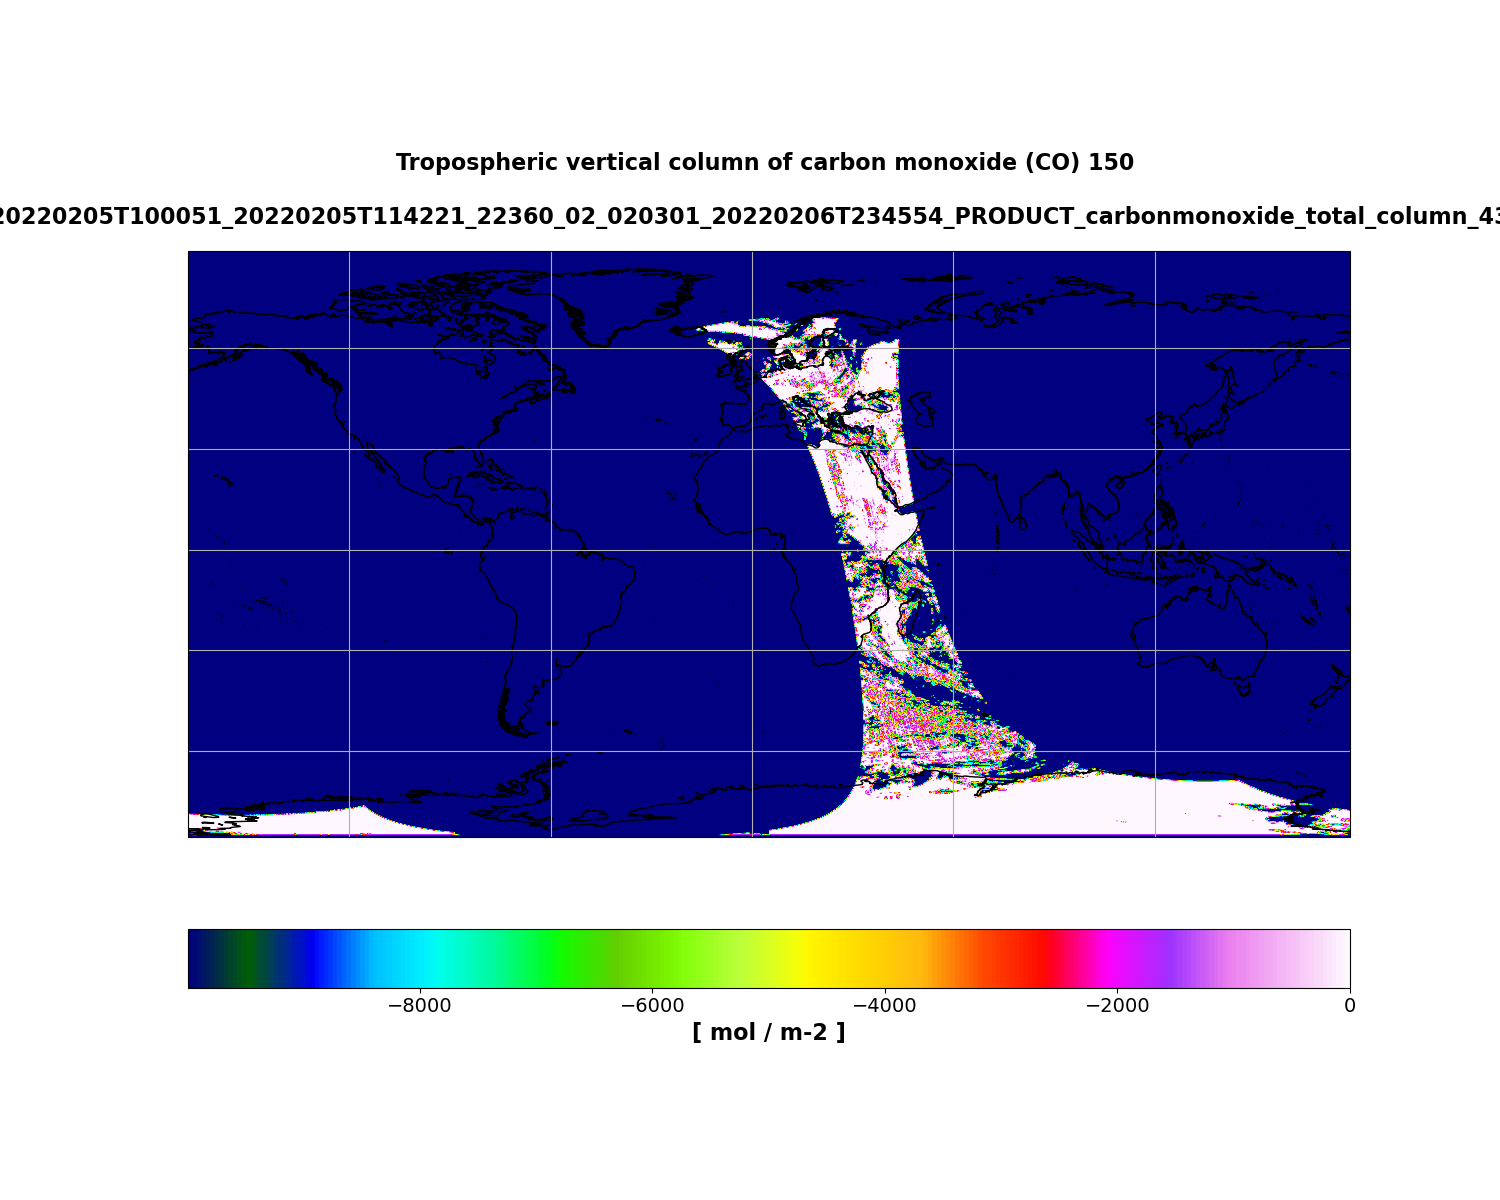 Tropospheric vertical column of carbon monoxide (CO) 150
20220205T100051_20220205T114221_22360_02_020301_20220206T234554_PRODUCT_carbonmonoxide_total_column_43
−8000 −6000 −4000 −2000 0
[ mol / m-2 ]